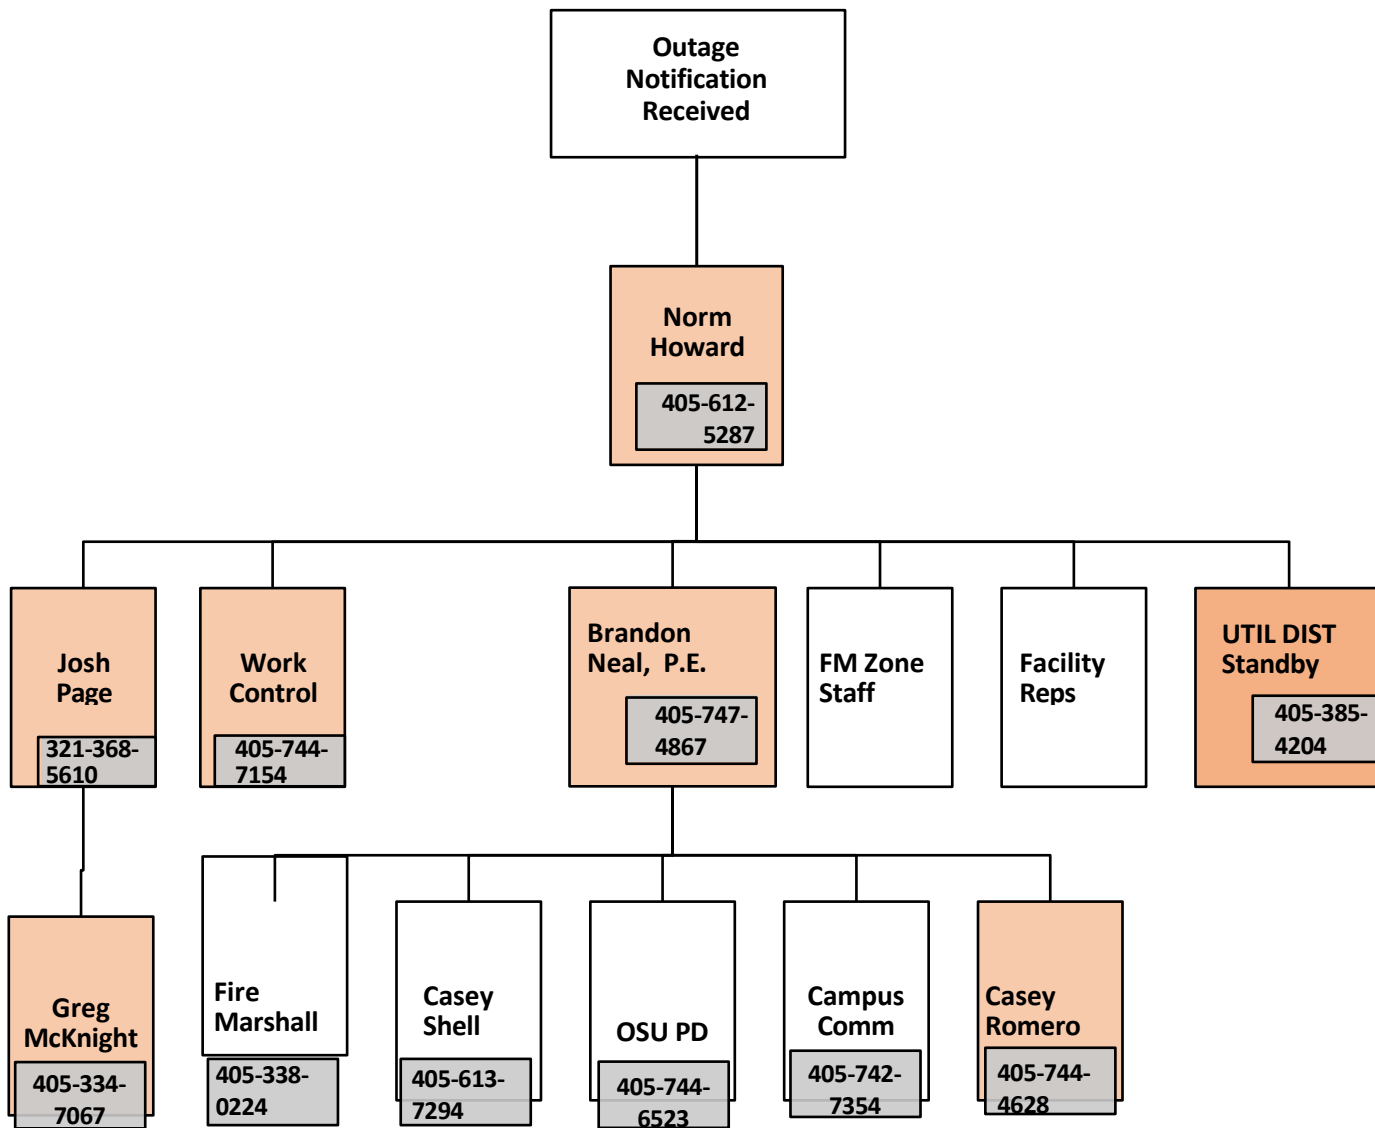 Outage
Notification
Received
Norm
Howard
405-612-
5287
Josh
Page
321-368-
5610
Work
Control
405-744-
7154
Brandon
Neal, P.E.
405-747-
4867
FM Zone
Staff
Facility
Reps
UTIL DIST
Standby
405-385-
4204
Greg
McKnight
405-334-
7067
Fire
Marshall
405-338-
0224
Casey
Shell
405-613-
7294
OSU PD
405-744-
6523
Campus
Comm
405-742-
7354
Casey
Romero
405-744-
4628